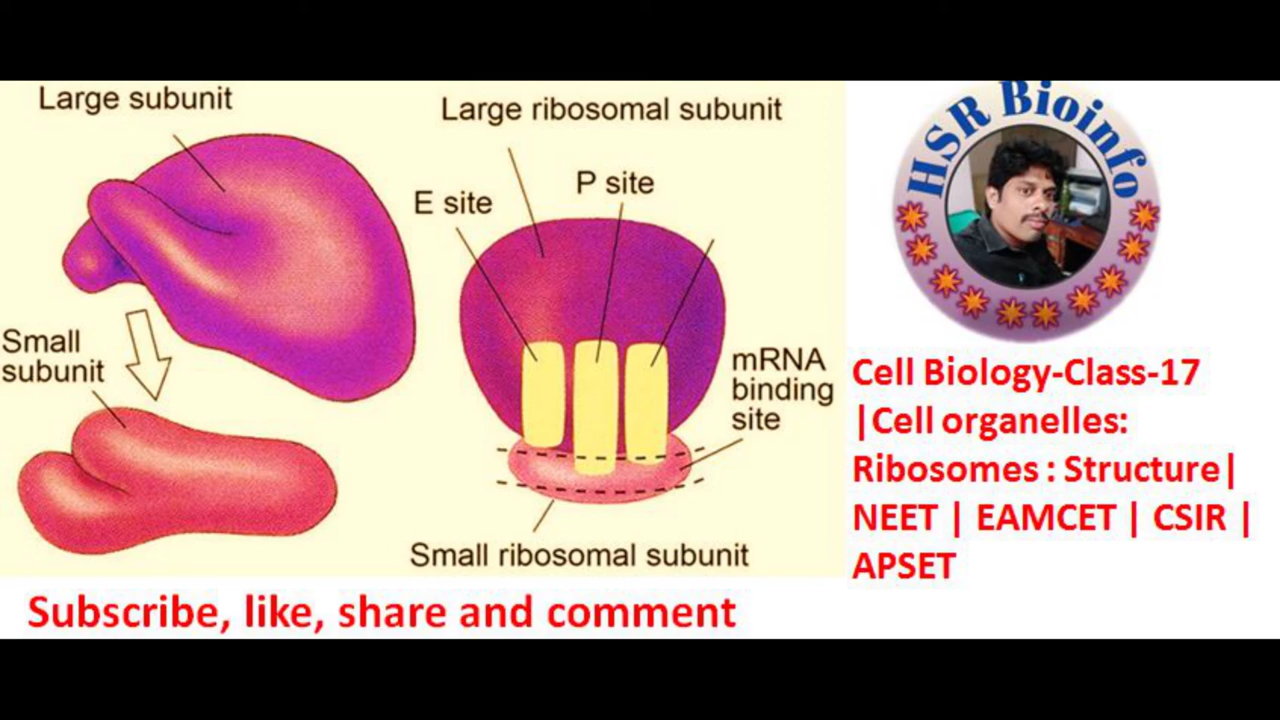 Large subunit
Small
subunit
Large ribosomal subunit
P site
E site
mRNA
binding
site
Small ribosomal subunit
HSR Bioinfo
Cell Biology-Class-17
|Cell organelles:
Ribosomes : Structure|
NEET | EAMCET | CSIR |
APSET
Subscribe, like, share and comment